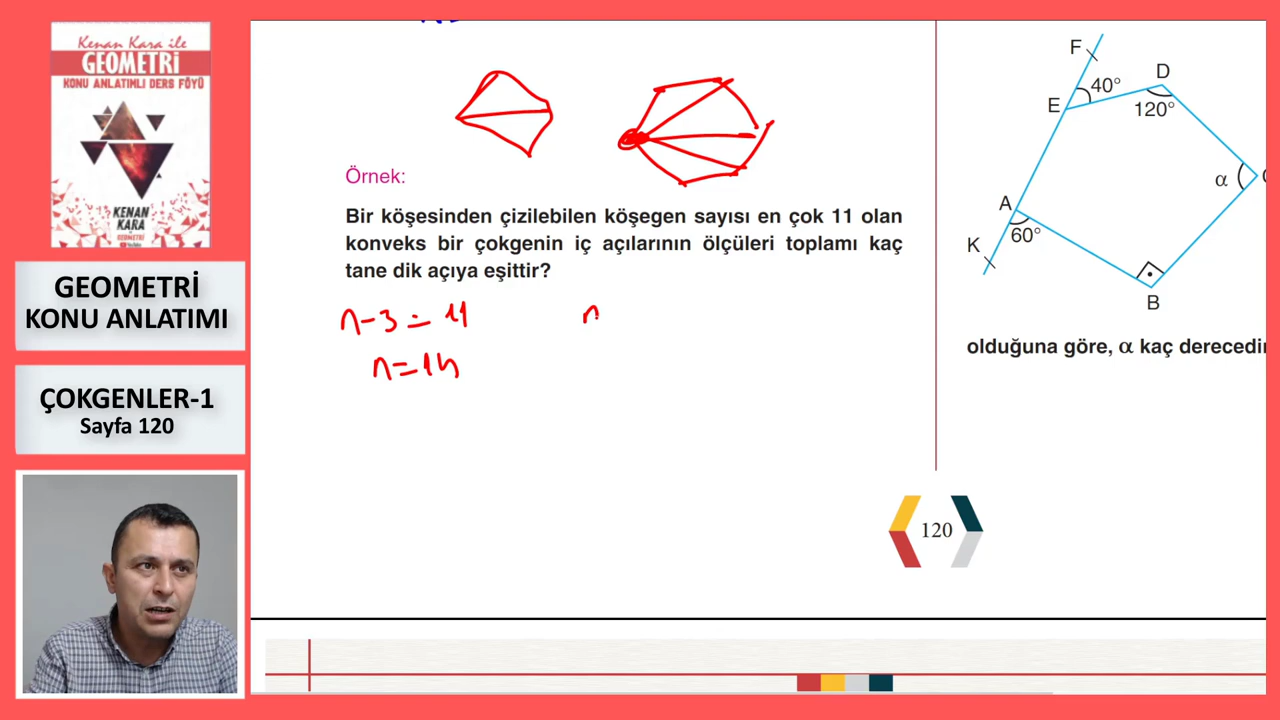 Kenan Kara ile
GEOMETRİ
KONU ANLATIMLI DERS FÖYÜ
KENAN
KARA
GEOMETRİ
GEOMETRİ
KONU ANLATIMI
ÇOKGENLER-1
Sayfa 120
Örnek:
Bir köşesinden çizilebilen köşegen sayısı en çok 11 olan
konveks bir çokgenin iç açılarının ölçüleri toplamı kaç
tane dik açıya eşittir?
n-3=11
n=14
n
F
D
40°
E
120°
α
A
60°
K
B
olduğuna göre, α kaç derecedir
120